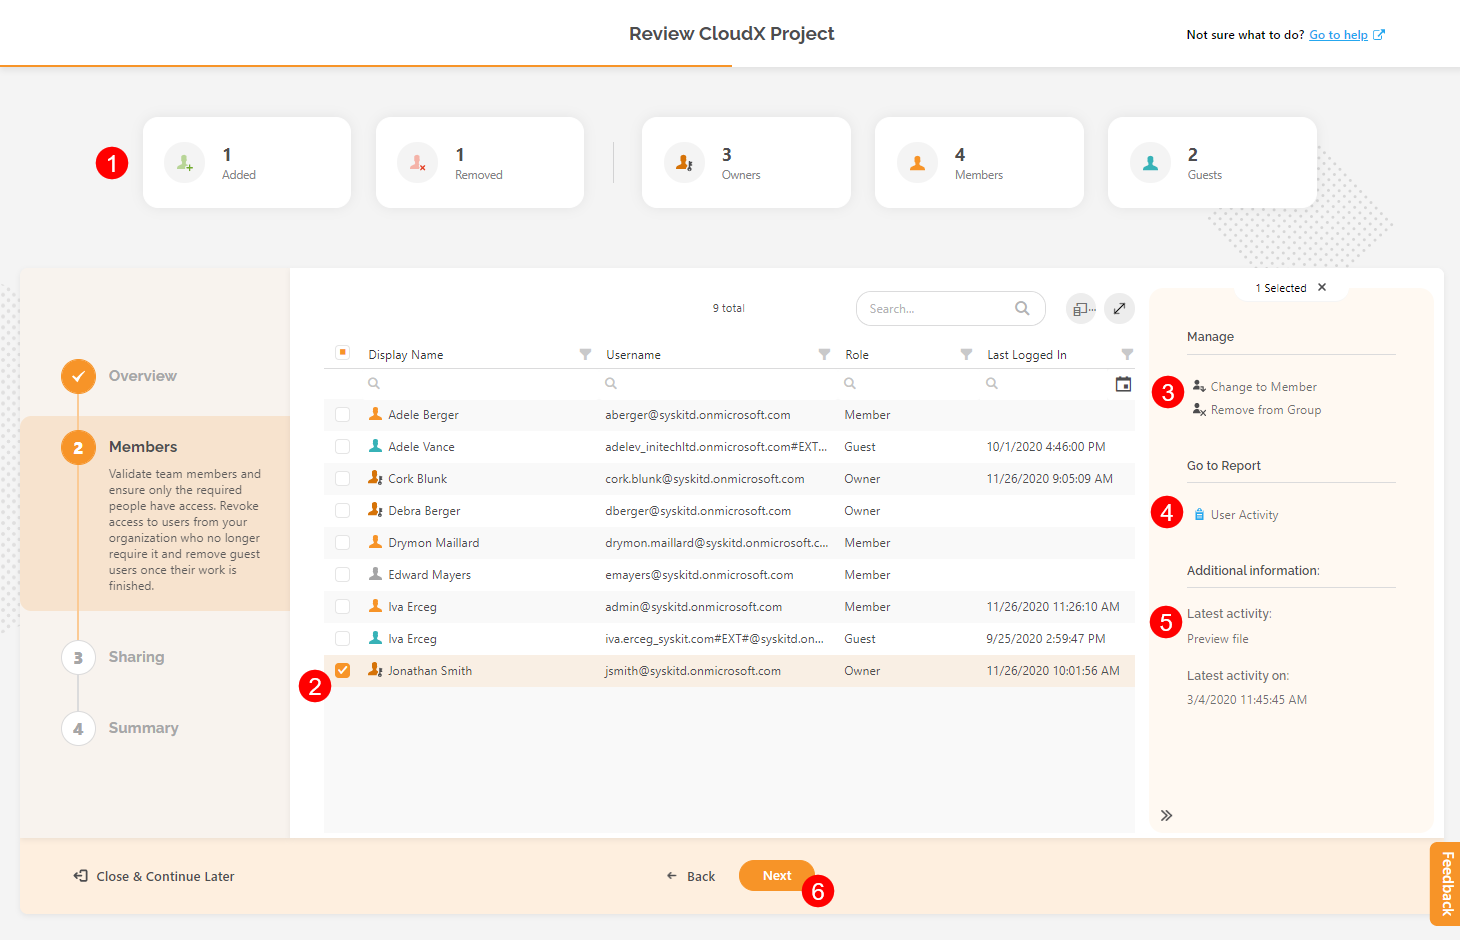 Review CloudX Project
Not sure what to do? Go to help
1
1
Added
1
Removed
3
Owners
4
Members
2
Guests
1 Selected
9 total
Search...
Manage
Display Name Username Role Last Logged In
3 Change to Member
Remove from Group
Overview
Adele Berger aberger@syskitd.onmicrosoft.com Member
2 Members
Adele Vance adelev_initechltd.onmicrosoft.com#EXT... Guest 10/1/2020 4:46:00 PM
Validate team members and
ensure only the required
people have access. Revoke
access to users from your
organization who no longer
require it and remove guest
users once their work is
finished.
Cork Blunk cork.blunk@syskitd.onmicrosoft.com Owner 11/26/2020 9:05:09 AM
Debra Berger dberger@syskitd.onmicrosoft.com Owner
Drymon Maillard drymon.maillard@syskitd.onmicrosoft.c... Member
Edward Mayers emayers@syskitd.onmicrosoft.com Member
Iva Erceg admin@syskitd.onmicrosoft.com Member 11/26/2020 11:26:10 AM
Iva Erceg iva.erceg_syskit.com#EXT#@syskitd.on... Guest 9/25/2020 2:59:47 PM
2 Jonathan Smith jsmith@syskitd.onmicrosoft.com Owner 11/26/2020 10:01:56 AM
Go to Report
4 User Activity
Additional information:
5 Latest activity:
Preview file
Latest activity on:
3/4/2020 11:45:45 AM
3 Sharing
4 Summary
Close & Continue Later
Back
Next
6
Feedback